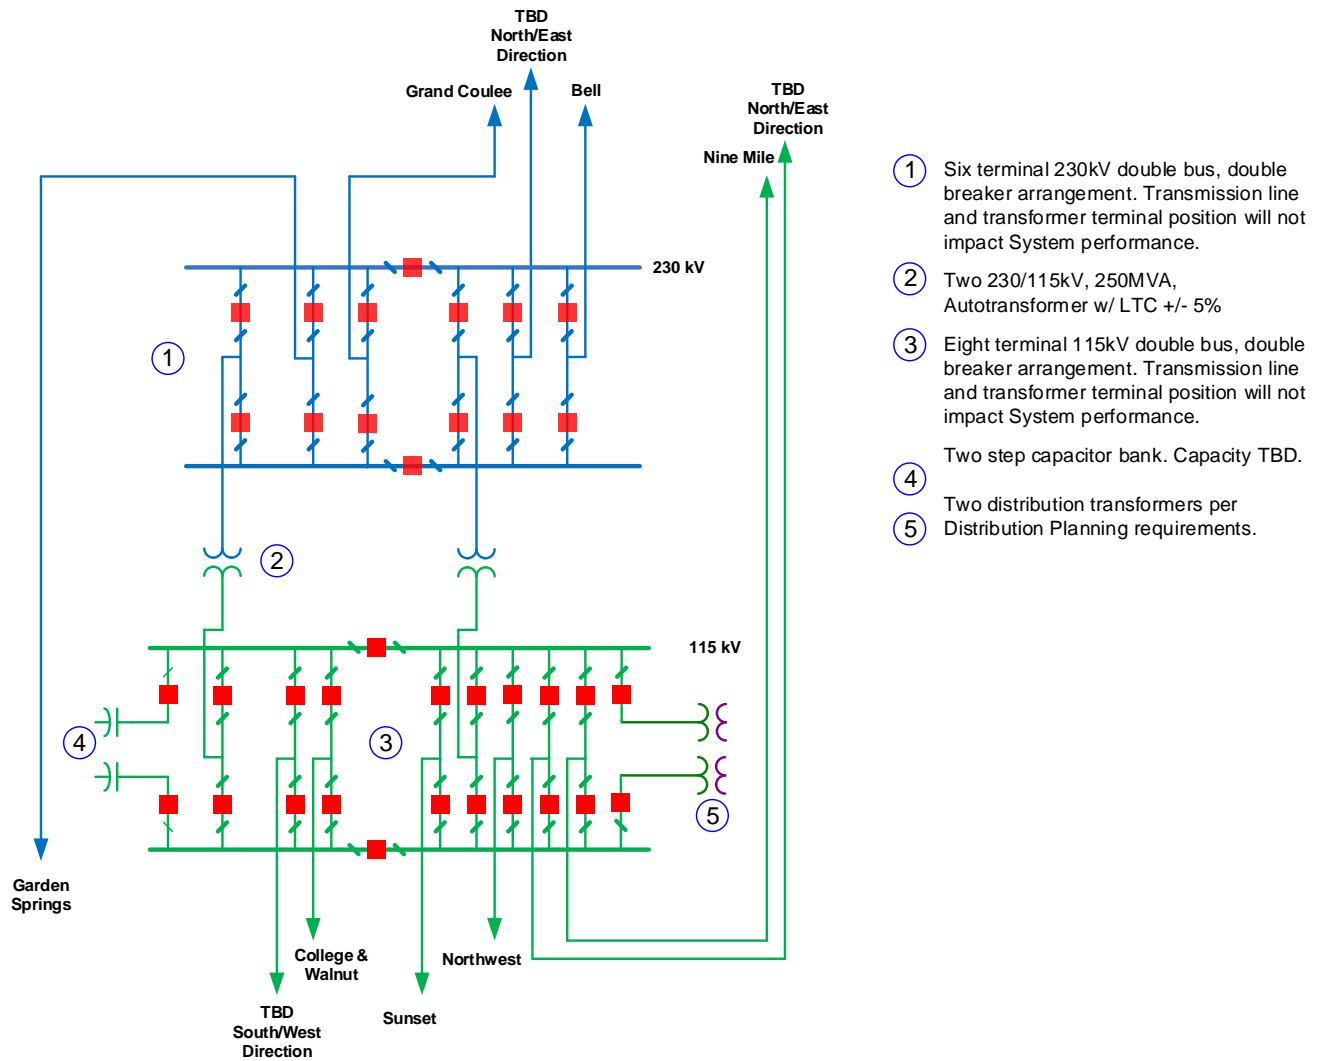 TBD
North/East
Direction
Grand Coulee
Bell
TBD
North/East
Direction
Nine Mile
230 kV
1
2
115 kV
3
4
5
Garden
Springs
College &
Walnut
Northwest
TBD
South/West
Direction
Sunset
1
Six terminal 230kV double bus, double
breaker arrangement. Transmission line
and transformer terminal position will not
impact System performance.
2
Two 230/115kV, 250MVA,
Autotransformer w/ LTC +/- 5%
3
Eight terminal 115kV double bus, double
breaker arrangement. Transmission line
and transformer terminal position will not
impact System performance.
4
Two step capacitor bank. Capacity TBD.
5
Two distribution transformers per
Distribution Planning requirements.